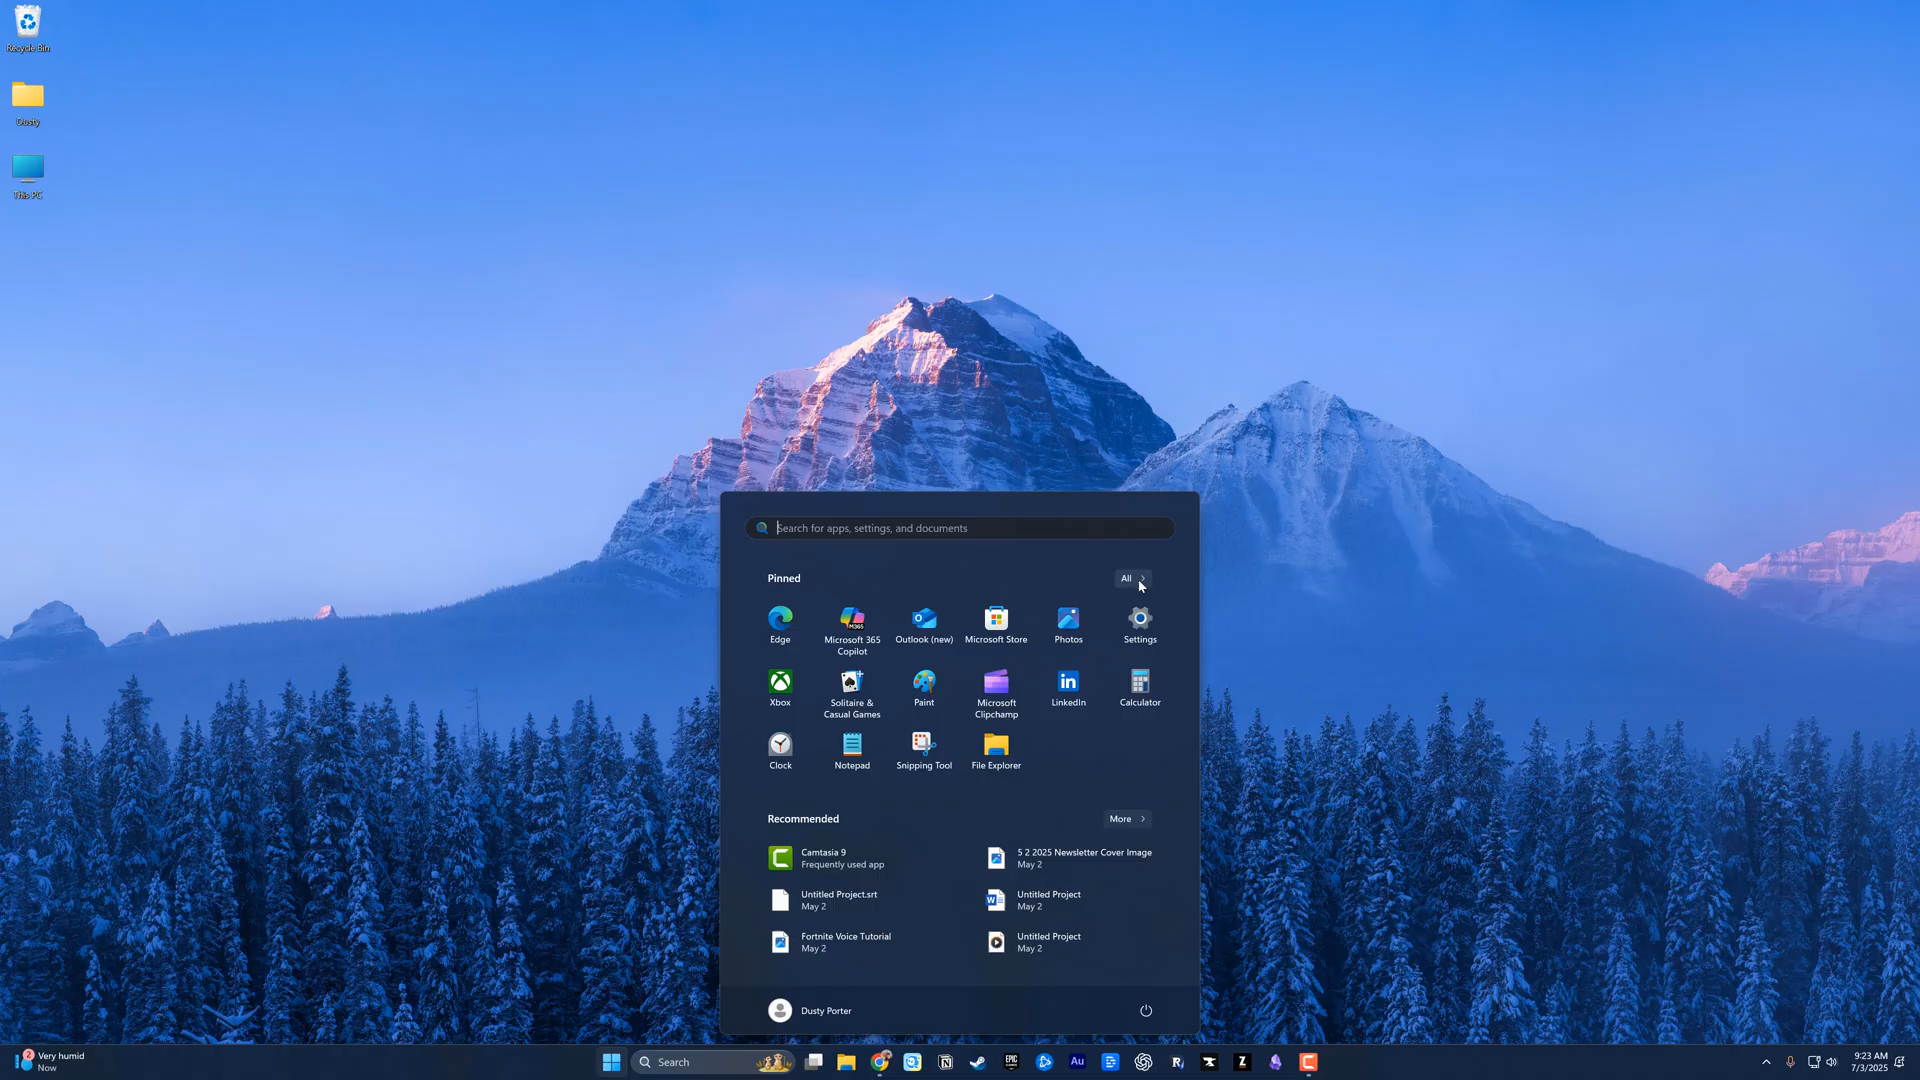 Recycle Bin
Dusty
This PC
Search for apps, settings, and documents
Pinned
All
Edge
Microsoft 365
Copilot
Outlook (new)
Microsoft Store
Photos
Settings
Xbox
Solitaire &
Casual Games
Paint
Microsoft
Clipchamp
LinkedIn
Calculator
Clock
Notepad
Snipping Tool
File Explorer
Recommended
More
Camtasia 9
Frequently used app
5 2 2025 Newsletter Cover Image
May 2
Untitled Project.srt
May 2
Untitled Project
May 2
Fortnite Voice Tutorial
May 2
Untitled Project
May 2
Dusty Porter
2
Very humid
Now
Search
EPIC
GAMES
Au
Z
9:23 AM
7/3/2025